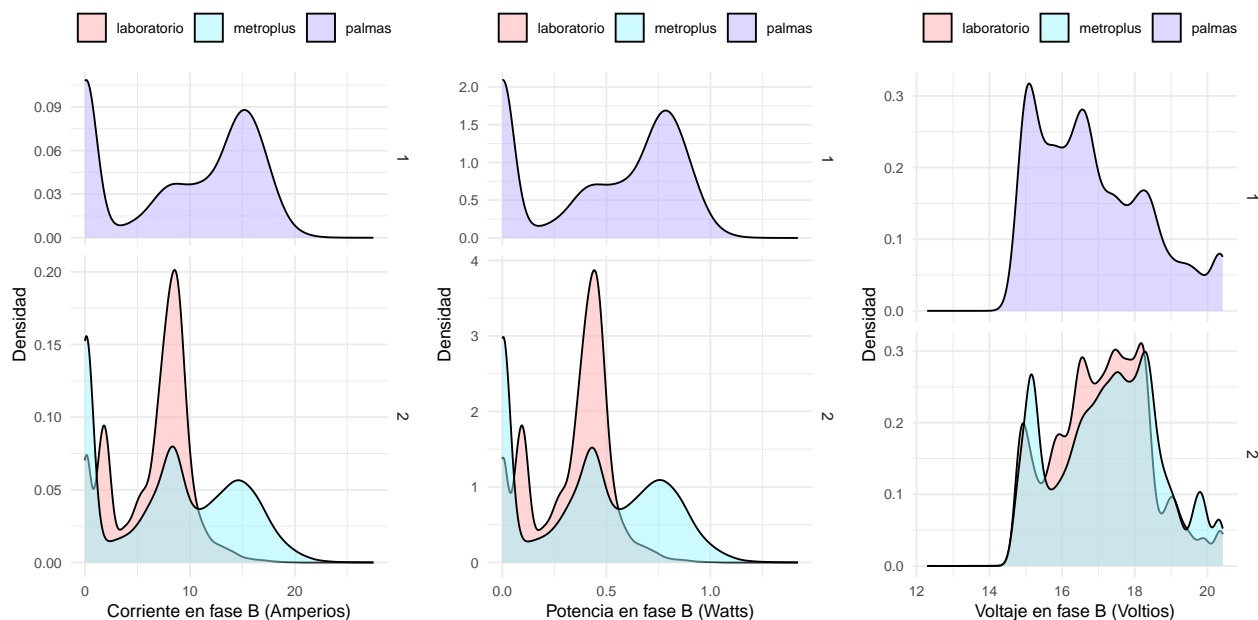 laboratorio metroplus palmas
0.09
0.06
0.03
0.00
1
0.20
0.15
0.10
0.05
0.00
2
Densidad
0 10 20
Corriente en fase B (Amperios)
laboratorio metroplus palmas
2.0
1.5
1.0
0.5
0.0
1
4
3
2
1
0
2
Densidad
0.0 0.5 1.0
Potencia en fase B (Watts)
laboratorio metroplus palmas
0.3
0.2
0.1
0.0
1
0.3
0.2
0.1
0.0
2
Densidad
12 14 16 18 20
Voltaje en fase B (Voltios)